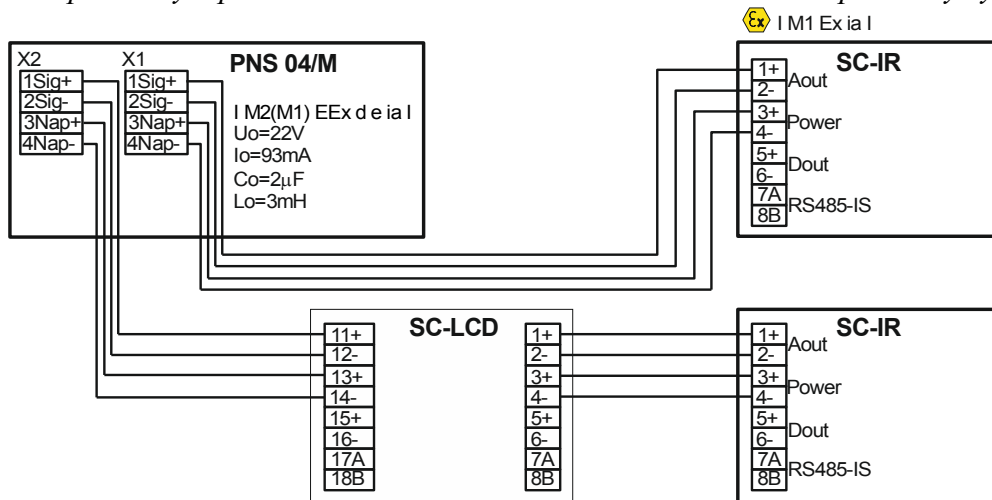 Ex I M1 Ex ia I
PNS 04/M
X2
1Sig+
2Sig-
3Nap+
4Nap-
X1
1Sig+
2Sig-
3Nap+
4Nap-
I M2(M1) EEx d e ia I
Uo=22V
Io=93mA
Co=2μF
Lo=3mH
SC-IR
1+
2-
Aout
3+
4-
Power
5+
6-
Dout
7A
8B
RS485-IS
SC-LCD
11+
12-
13+
14-
15+
16-
17A
18B
1+
2-
3+
4-
5+
6-
7A
8B
SC-IR
1+
2-
Aout
3+
4-
Power
5+
6-
Dout
7A
8B
RS485-IS